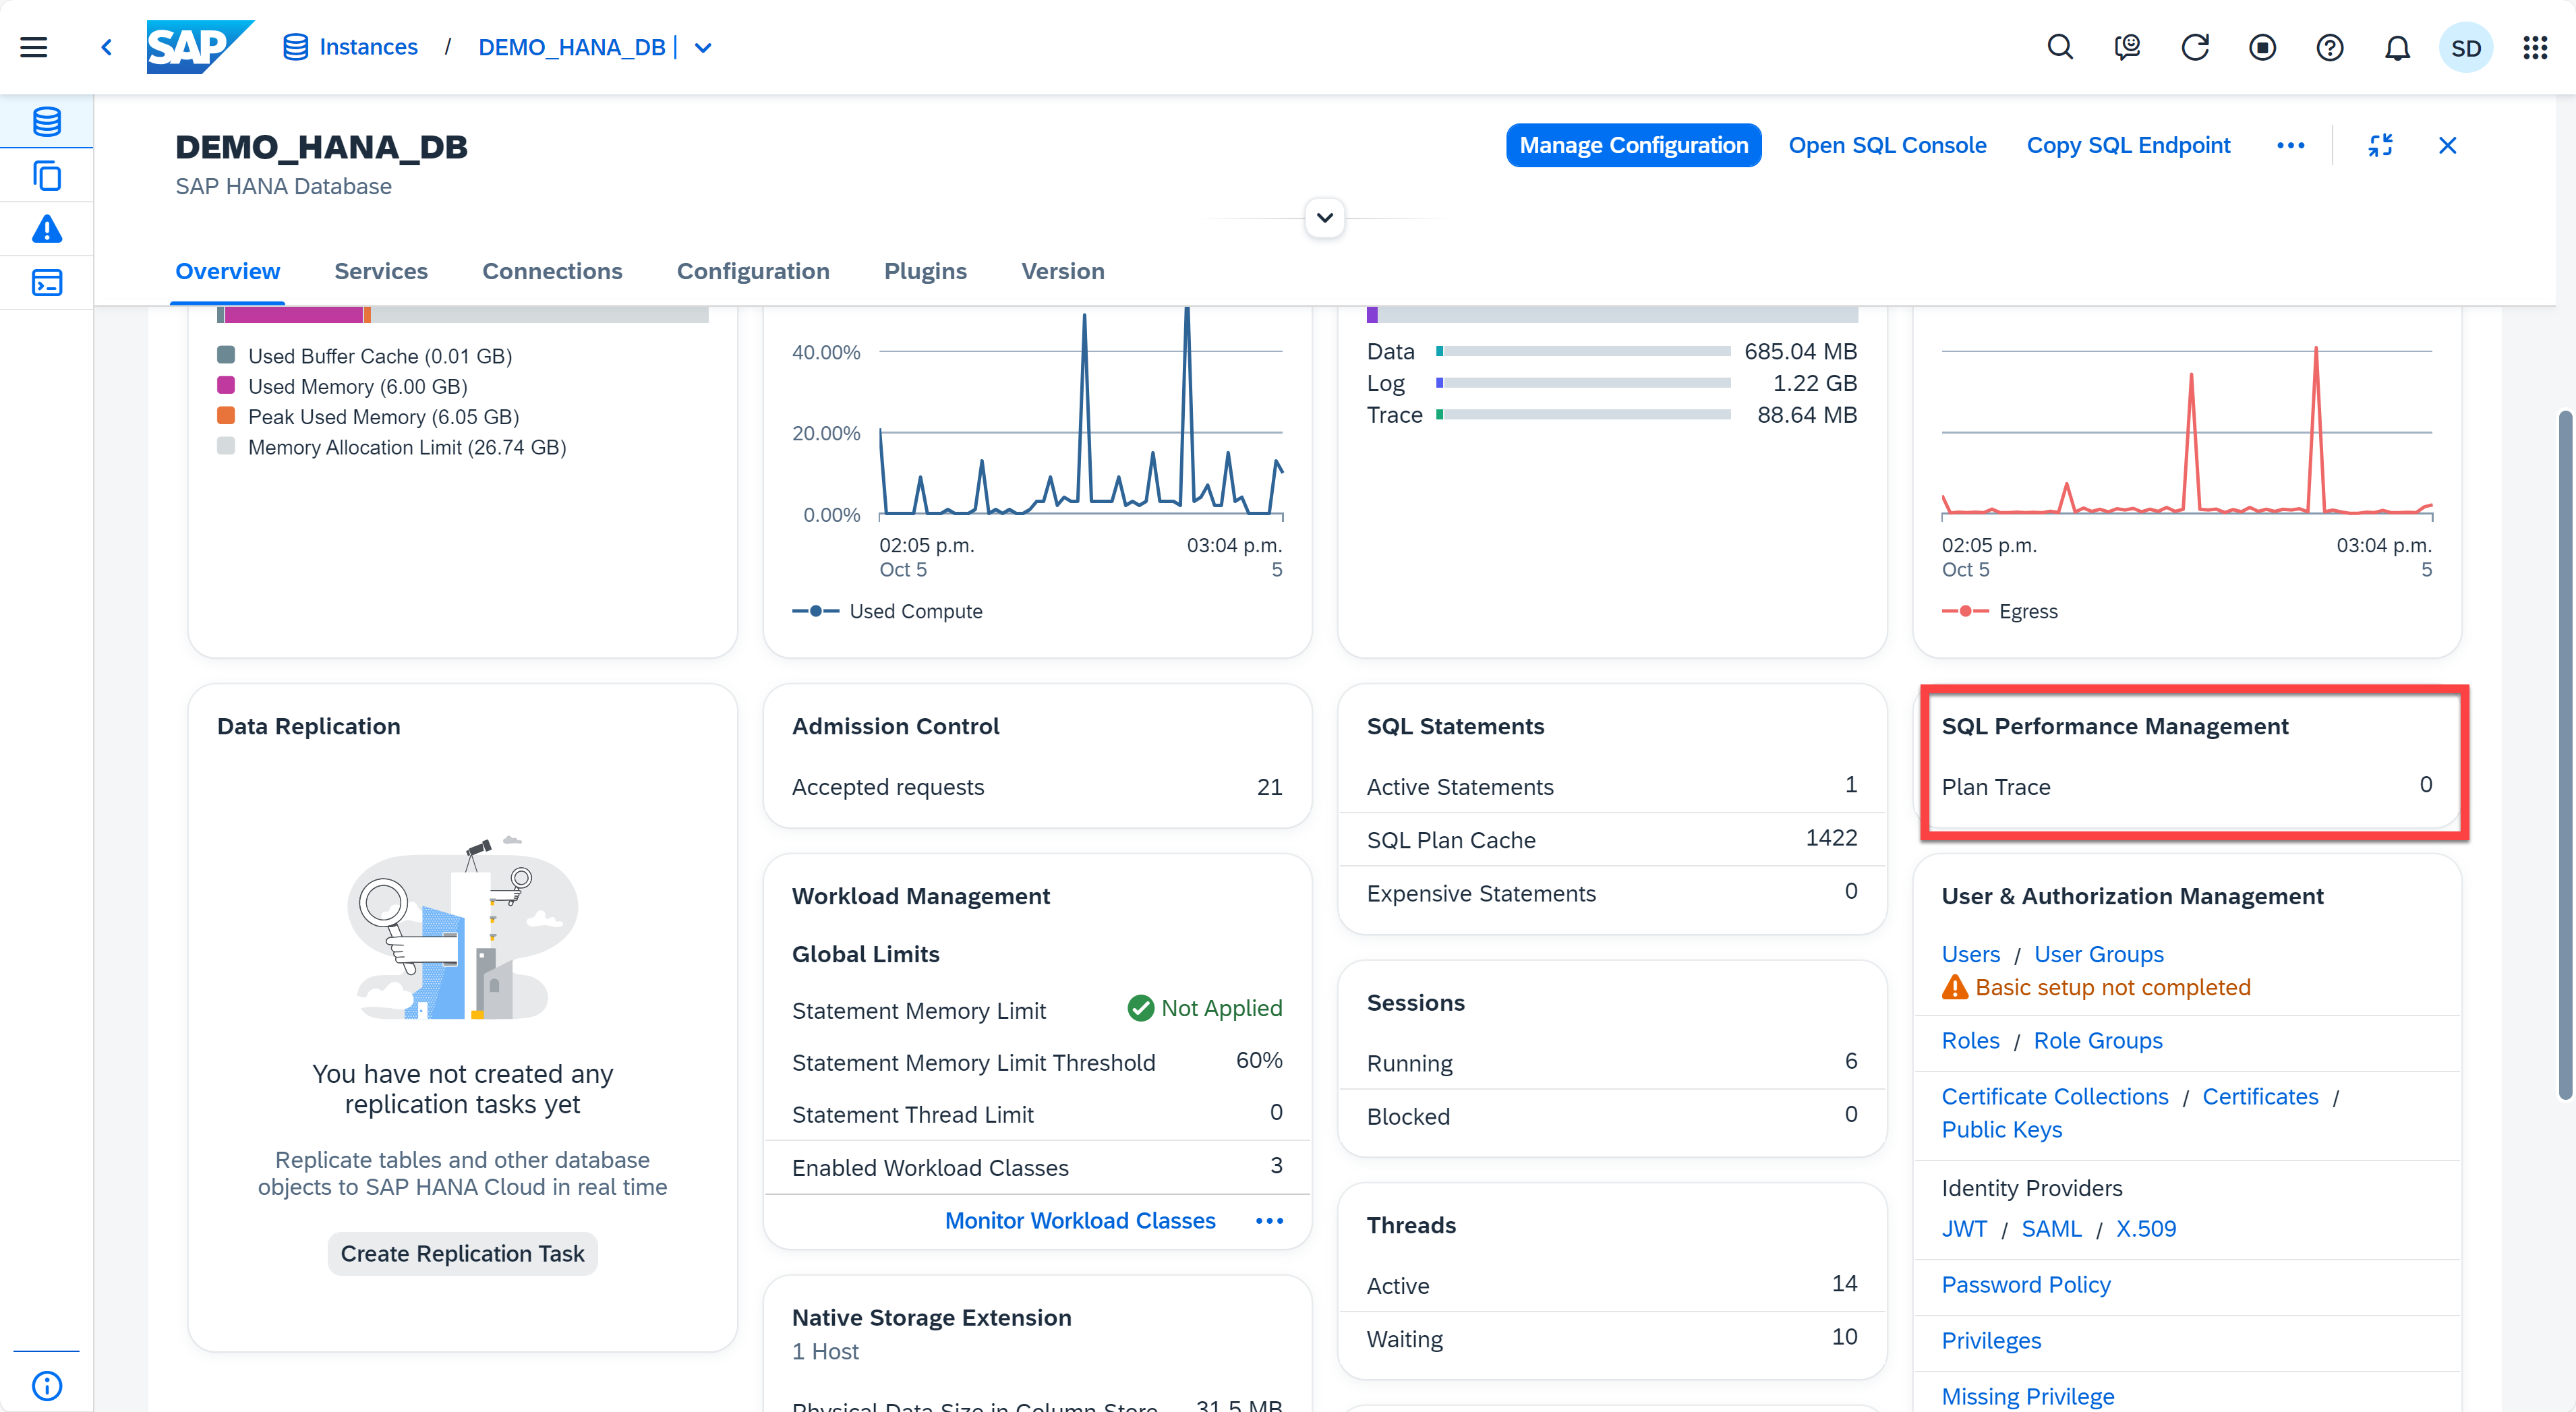 SAP
Instances / DEMO_HANA_DB
SD
DEMO_HANA_DB
SAP HANA Database
Manage Configuration
Open SQL Console
Copy SQL Endpoint
Overview
Services
Connections
Configuration
Plugins
Version
Used Buffer Cache (0.01 GB)
Used Memory (6.00 GB)
Peak Used Memory (6.05 GB)
Memory Allocation Limit (26.74 GB)
40.00%
20.00%
0.00%
02:05 p.m. 03:04 p.m.
Oct 5 5
Used Compute
Data 685.04 MB
Log 1.22 GB
Trace 88.64 MB
02:05 p.m. 03:04 p.m.
Oct 5 5
Egress
Data Replication
You have not created any
replication tasks yet
Replicate tables and other database
objects to SAP HANA Cloud in real time
Create Replication Task
Admission Control
Accepted requests 21
Workload Management
Global Limits
Statement Memory Limit Not Applied
Statement Memory Limit Threshold 60%
Statement Thread Limit 0
Enabled Workload Classes 3
Monitor Workload Classes
Native Storage Extension
1 Host
Physical Data Size in Column Store 31.5 MB
SQL Statements
Active Statements 1
SQL Plan Cache 1422
Expensive Statements 0
Sessions
Running 6
Blocked 0
Threads
Active 14
Waiting 10
SQL Performance Management
Plan Trace 0
User & Authorization Management
Users / User Groups
Basic setup not completed
Roles / Role Groups
Certificate Collections / Certificates /
Public Keys
Identity Providers
JWT / SAML / X.509
Password Policy
Privileges
Missing Privilege